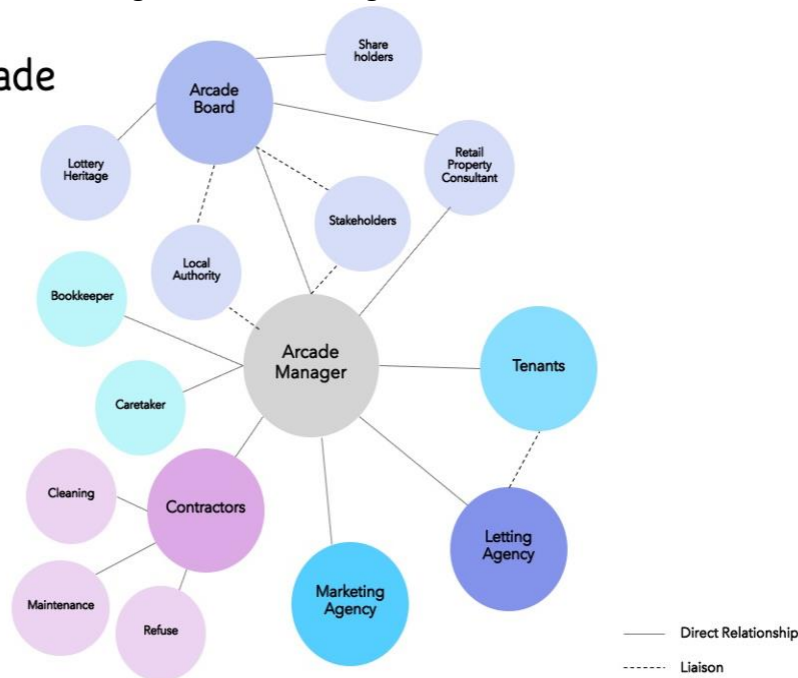 ade
Share
holders
Arcade
Board
Lottery
Heritage
Retail
Property
Consultant
Stakeholders
Local
Authority
Bookkeeper
Arcade
Manager
Tenants
Caretaker
Cleaning
Contractors
Letting
Agency
Marketing
Agency
Maintenance
Refuse
Direct Relationship
Liaison